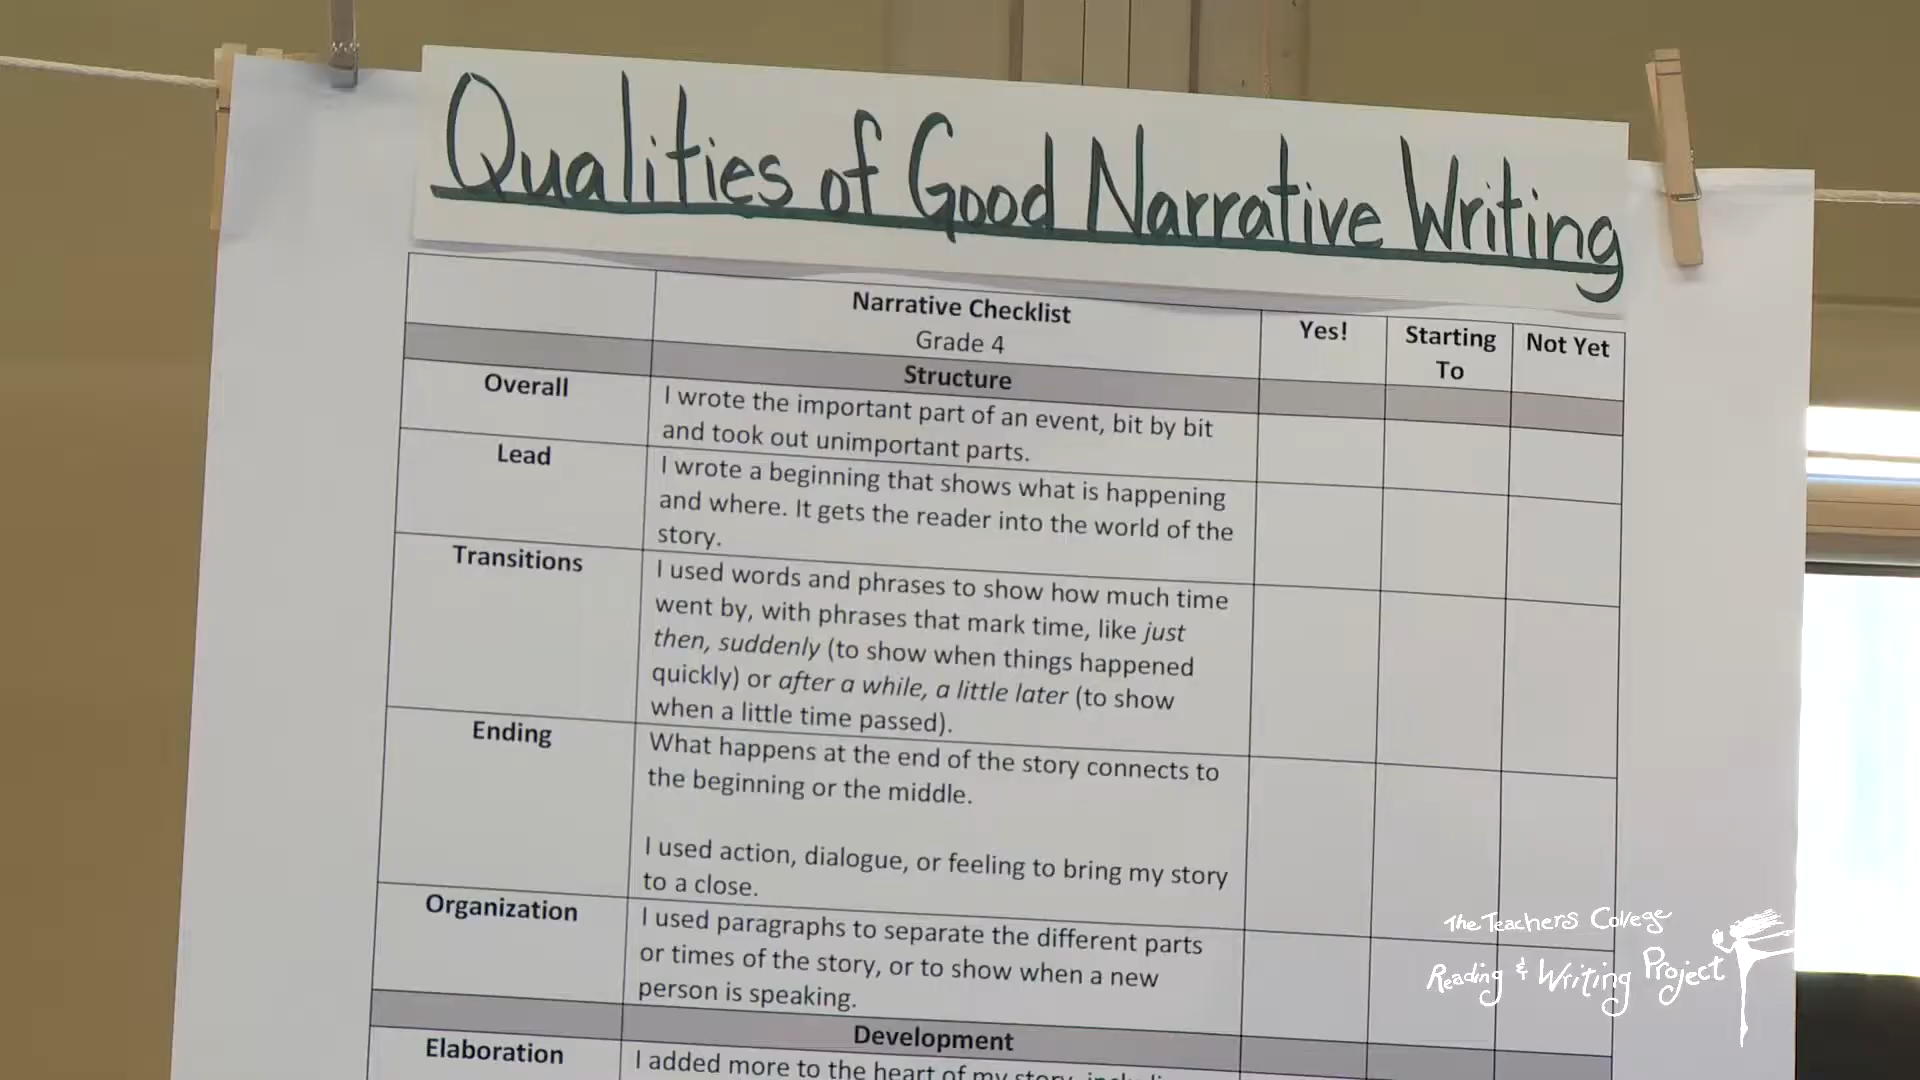 Qualities of Good Narrative Writing
Narrative Checklist
Grade 4
Yes!
Starting
To
Not Yet
Structure
Overall
I wrote the important part of an event, bit by bit
and took out unimportant parts.
Lead
I wrote a beginning that shows what is happening
and where. It gets the reader into the world of the
story.
Transitions
I used words and phrases to show how much time
went by, with phrases that mark time, like just
then, suddenly (to show when things happened
quickly) or after a while, a little later (to show
when a little time passed).
Ending
What happens at the end of the story connects to
the beginning or the middle.
I used action, dialogue, or feeling to bring my story
to a close.
Organization
I used paragraphs to separate the different parts
or times of the story, or to show when a new
person is speaking.
Development
Elaboration
I added more to the heart of my story,
The Teachers College
Reading & Writing Project